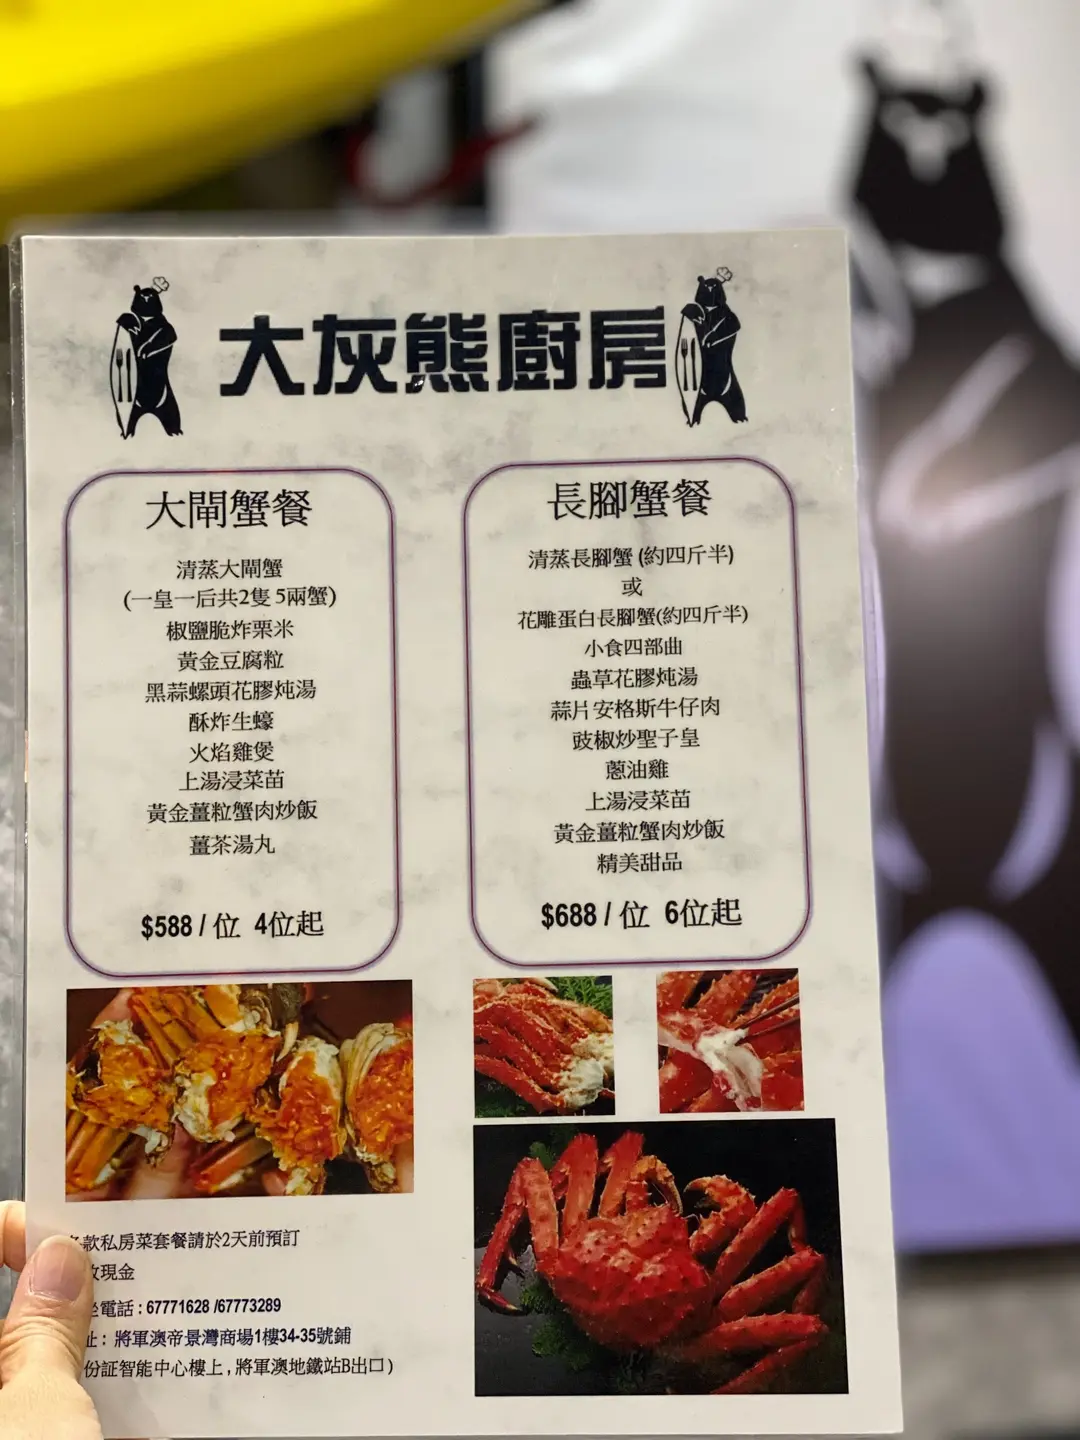 大灰熊廚房
大閘蟹餐
清蒸大閘蟹
(一皇一后共2隻 5兩蟹)
椒鹽脆炸粟米
黃金豆腐粒
黑蒜螺頭花膠炖湯
酥炸生蠔
火焰雞煲
上湯浸菜苗
黃金薑粒蟹肉炒飯
薑茶湯丸
$588 / 位 4位起
長腳蟹餐
清蒸長腳蟹 (約四斤半)
或
花雕蛋白長腳蟹(約四斤半)
小食四部曲
蟲草花膠炖湯
蒜片安格斯牛仔肉
豉椒炒聖子皇
蔥油雞
上湯浸菜苗
黃金薑粒蟹肉炒飯
精美甜品
$688 / 位 6位起
款私房菜套餐請於2天前預訂
現金
電話 : 67771628 /67773289
址 : 將軍澳帝景灣商場1樓34-35號鋪
份証智能中心樓上 , 將軍澳地鐵站B出口)